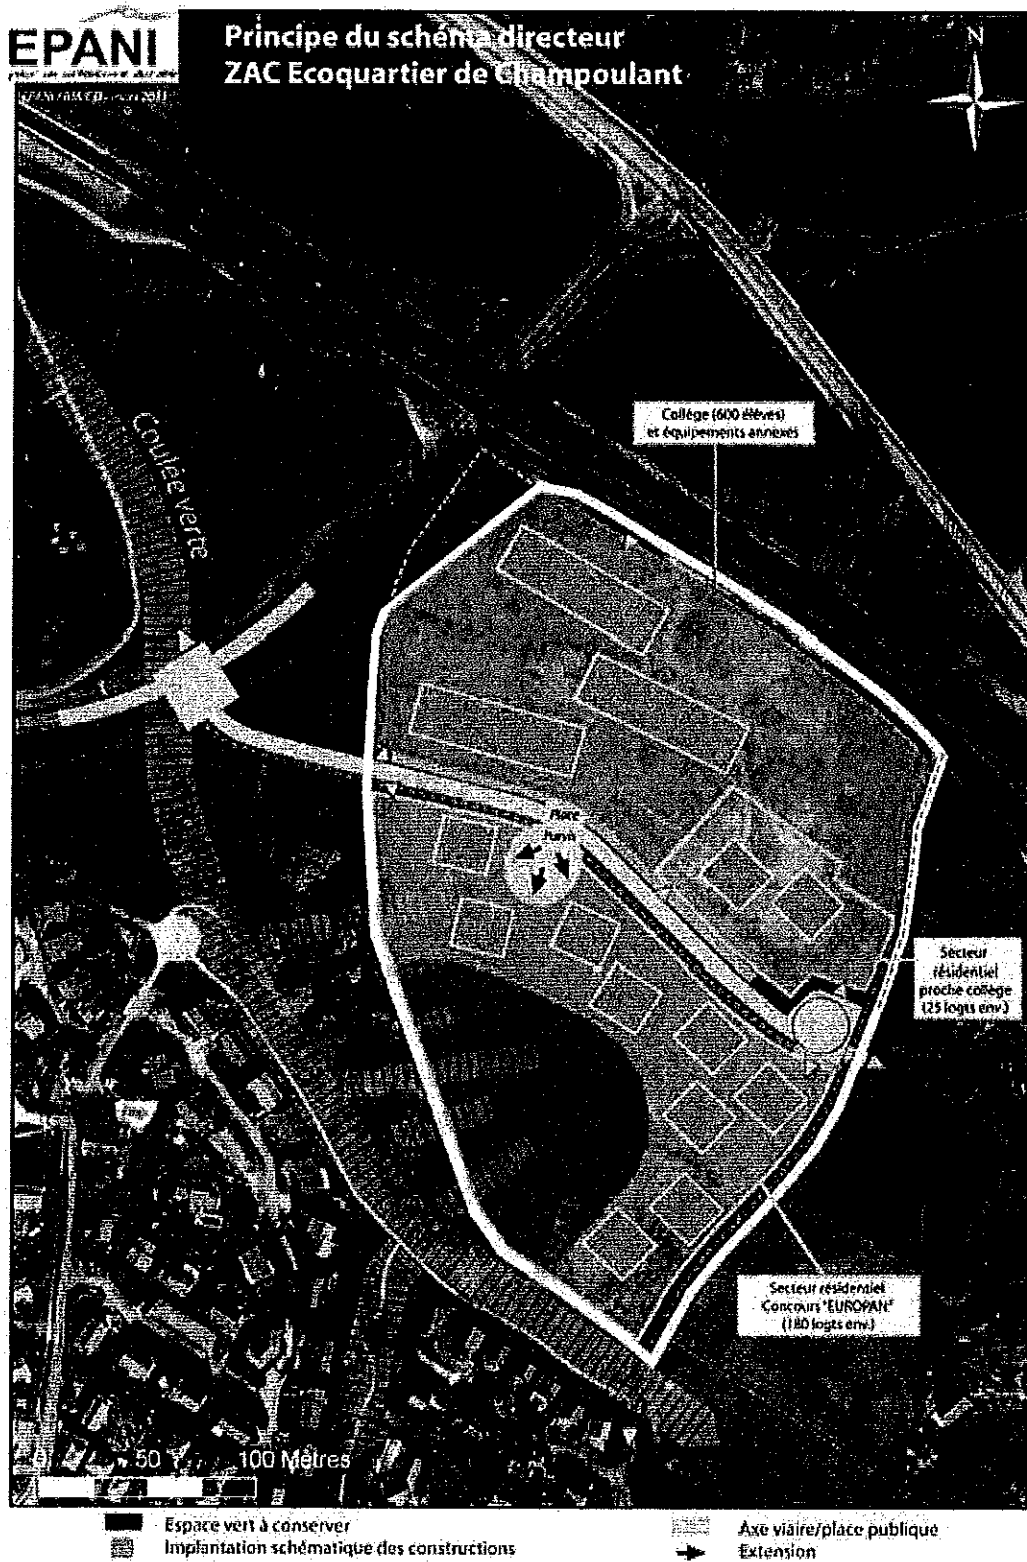 EPANI
Principe du schéma directeur
ZAC Ecoquartier de Champoulant
N
Coulée verte
Collège (600 élèves)
et équipements annexes
Place
Secteur
résidentiel
proche collège
(25 logts env.)
Secteur résidentiel
Concours "EUROPAN"
(180 logts env.)
0 50 100 Mètres
Espace vert à conserver
Implantation schématique des constructions
Axe viaire/place publique
Extension